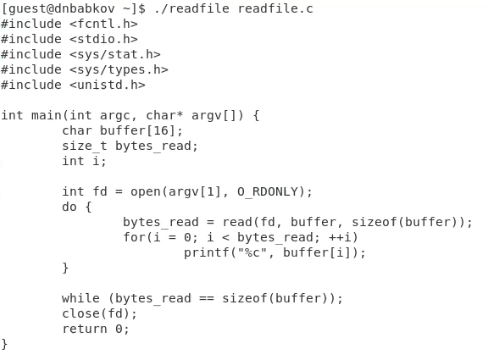 [guest@dnbabkov ~]$ ./readfile readfile.c
#include <fcntl.h>
#include <stdio.h>
#include <sys/stat.h>
#include <sys/types.h>
#include <unistd.h>

int main(int argc, char* argv[]) {
        char buffer[16];
        size_t bytes_read;
        int i;

        int fd = open(argv[1], O_RDONLY);
        do {
                bytes_read = read(fd, buffer, sizeof(buffer));
                for(i = 0; i < bytes_read; ++i)
                        printf("%c", buffer[i]);
        }

        while (bytes_read == sizeof(buffer));
        close(fd);
        return 0;
}